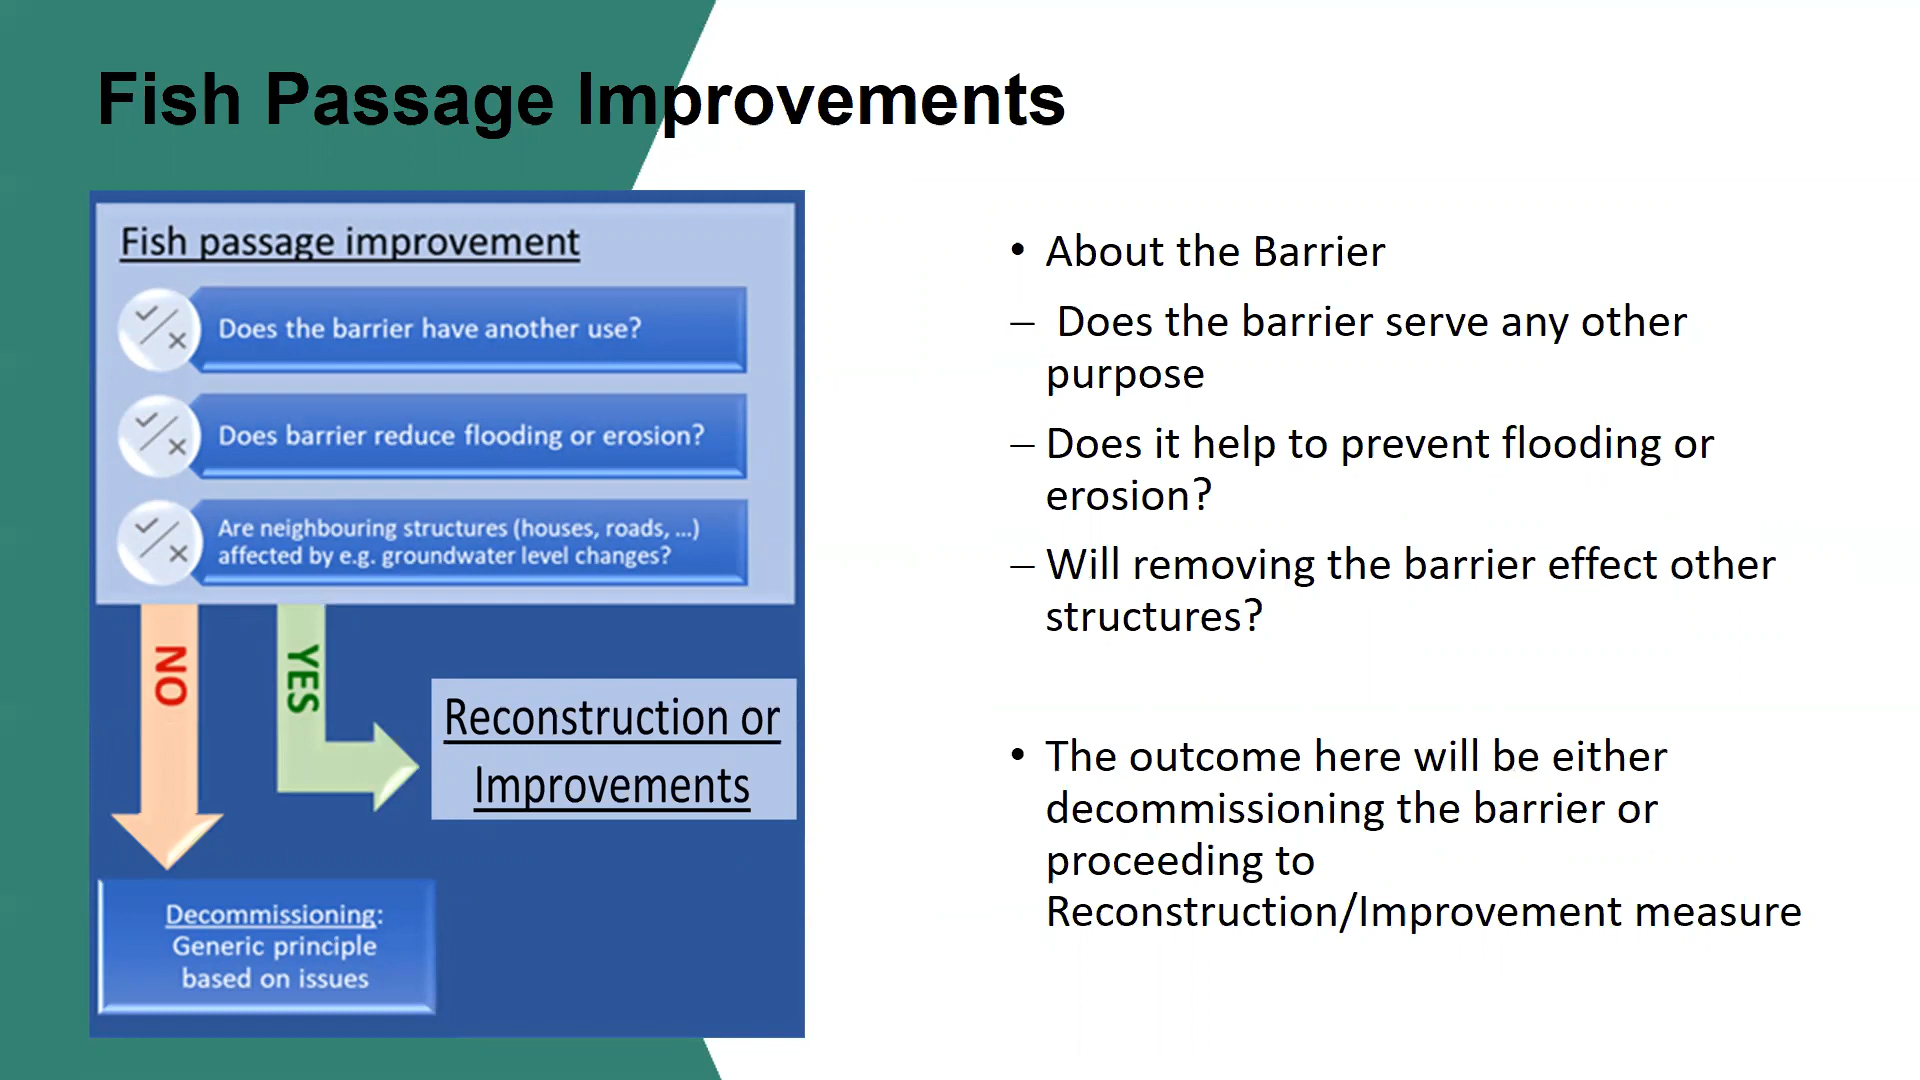 Fish Passage Improvements
Fish passage improvement
Does the barrier have another use?
Does barrier reduce flooding or erosion?
Are neighbouring structures (houses, roads, ...)
affected by e.g. groundwater level changes?
NO
YES
Reconstruction or
Improvements
Decommissioning:
Generic principle
based on issues
• About the Barrier
– Does the barrier serve any other
purpose
– Does it help to prevent flooding or
erosion?
– Will removing the barrier effect other
structures?
• The outcome here will be either
decommissioning the barrier or
proceeding to
Reconstruction/Improvement measure